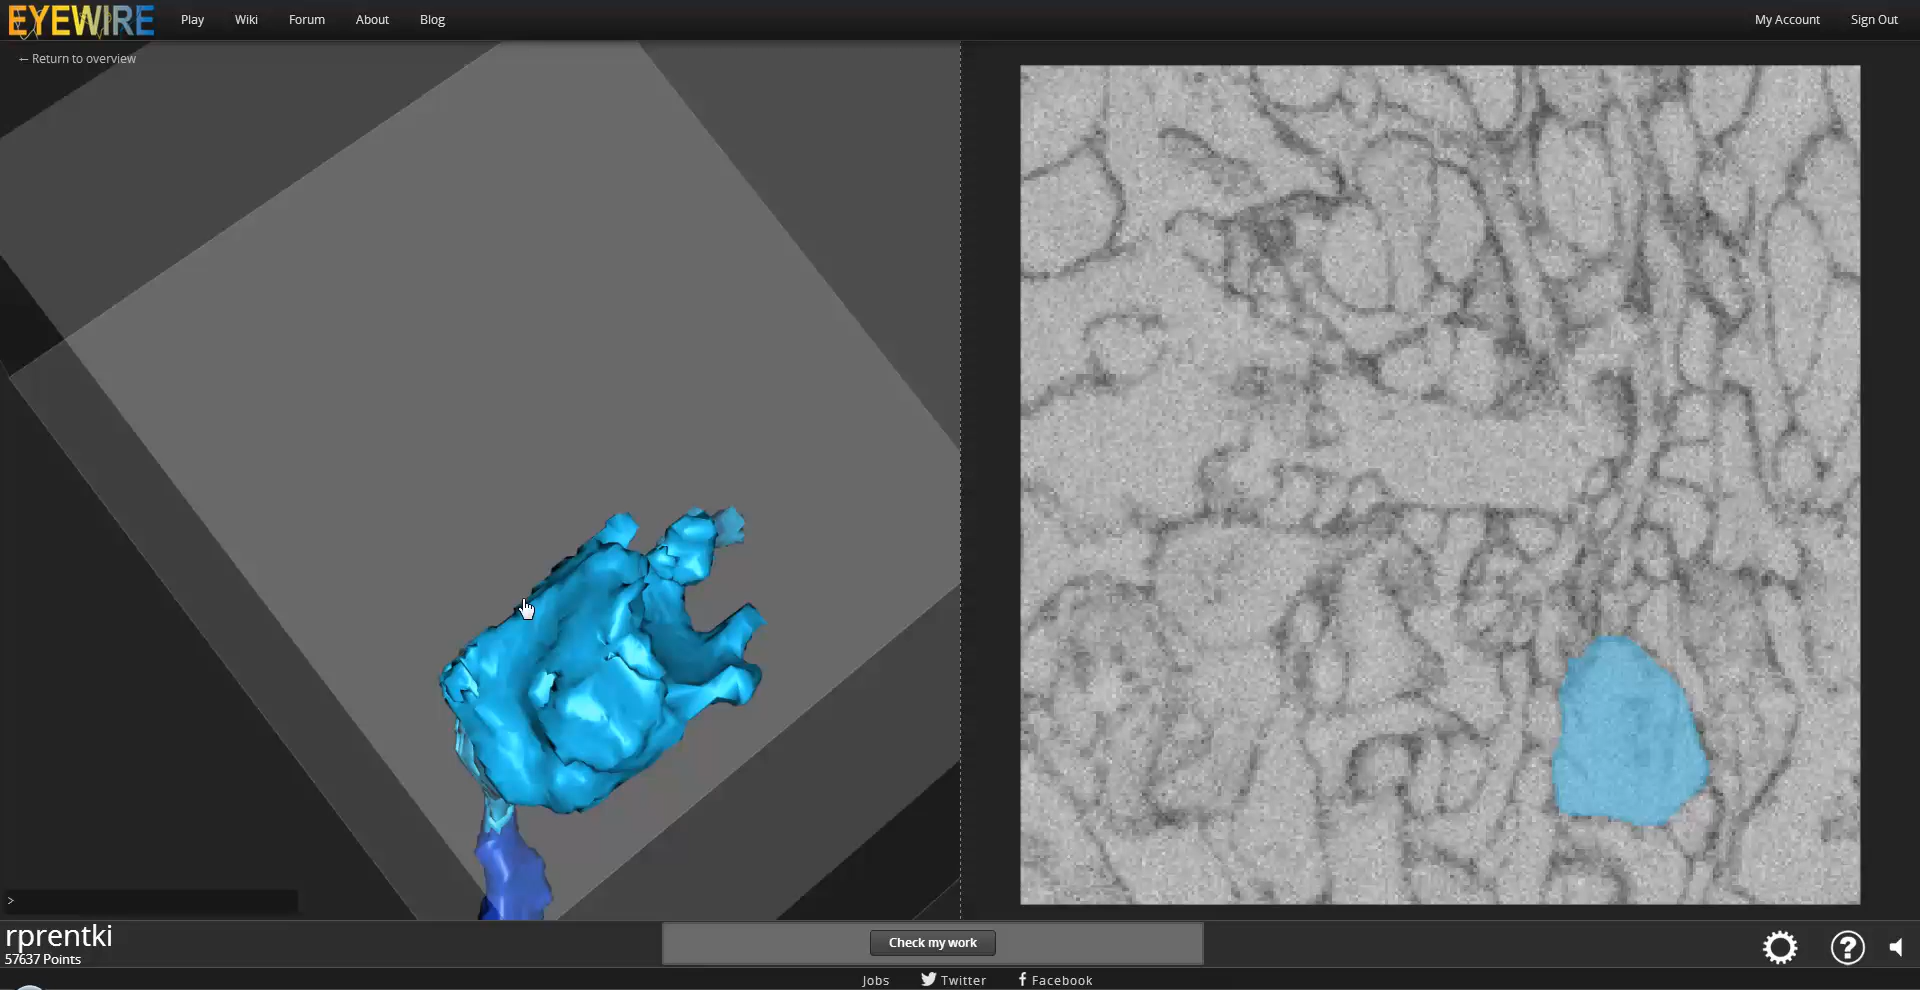 EYEWIRE Play Wiki Forum About Blog My Account Sign Out
← Return to overview
>
rprentki
57637 Points
Check my work
?
Jobs Twitter Facebook